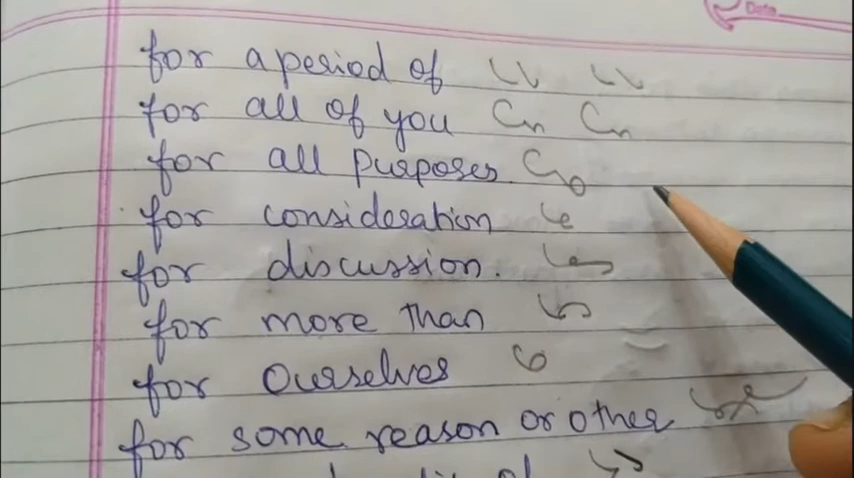 Date
for a period of
for all of you
for all purposes.
for consideration
for discussion.
for more than
for ourselves
for some reason or other